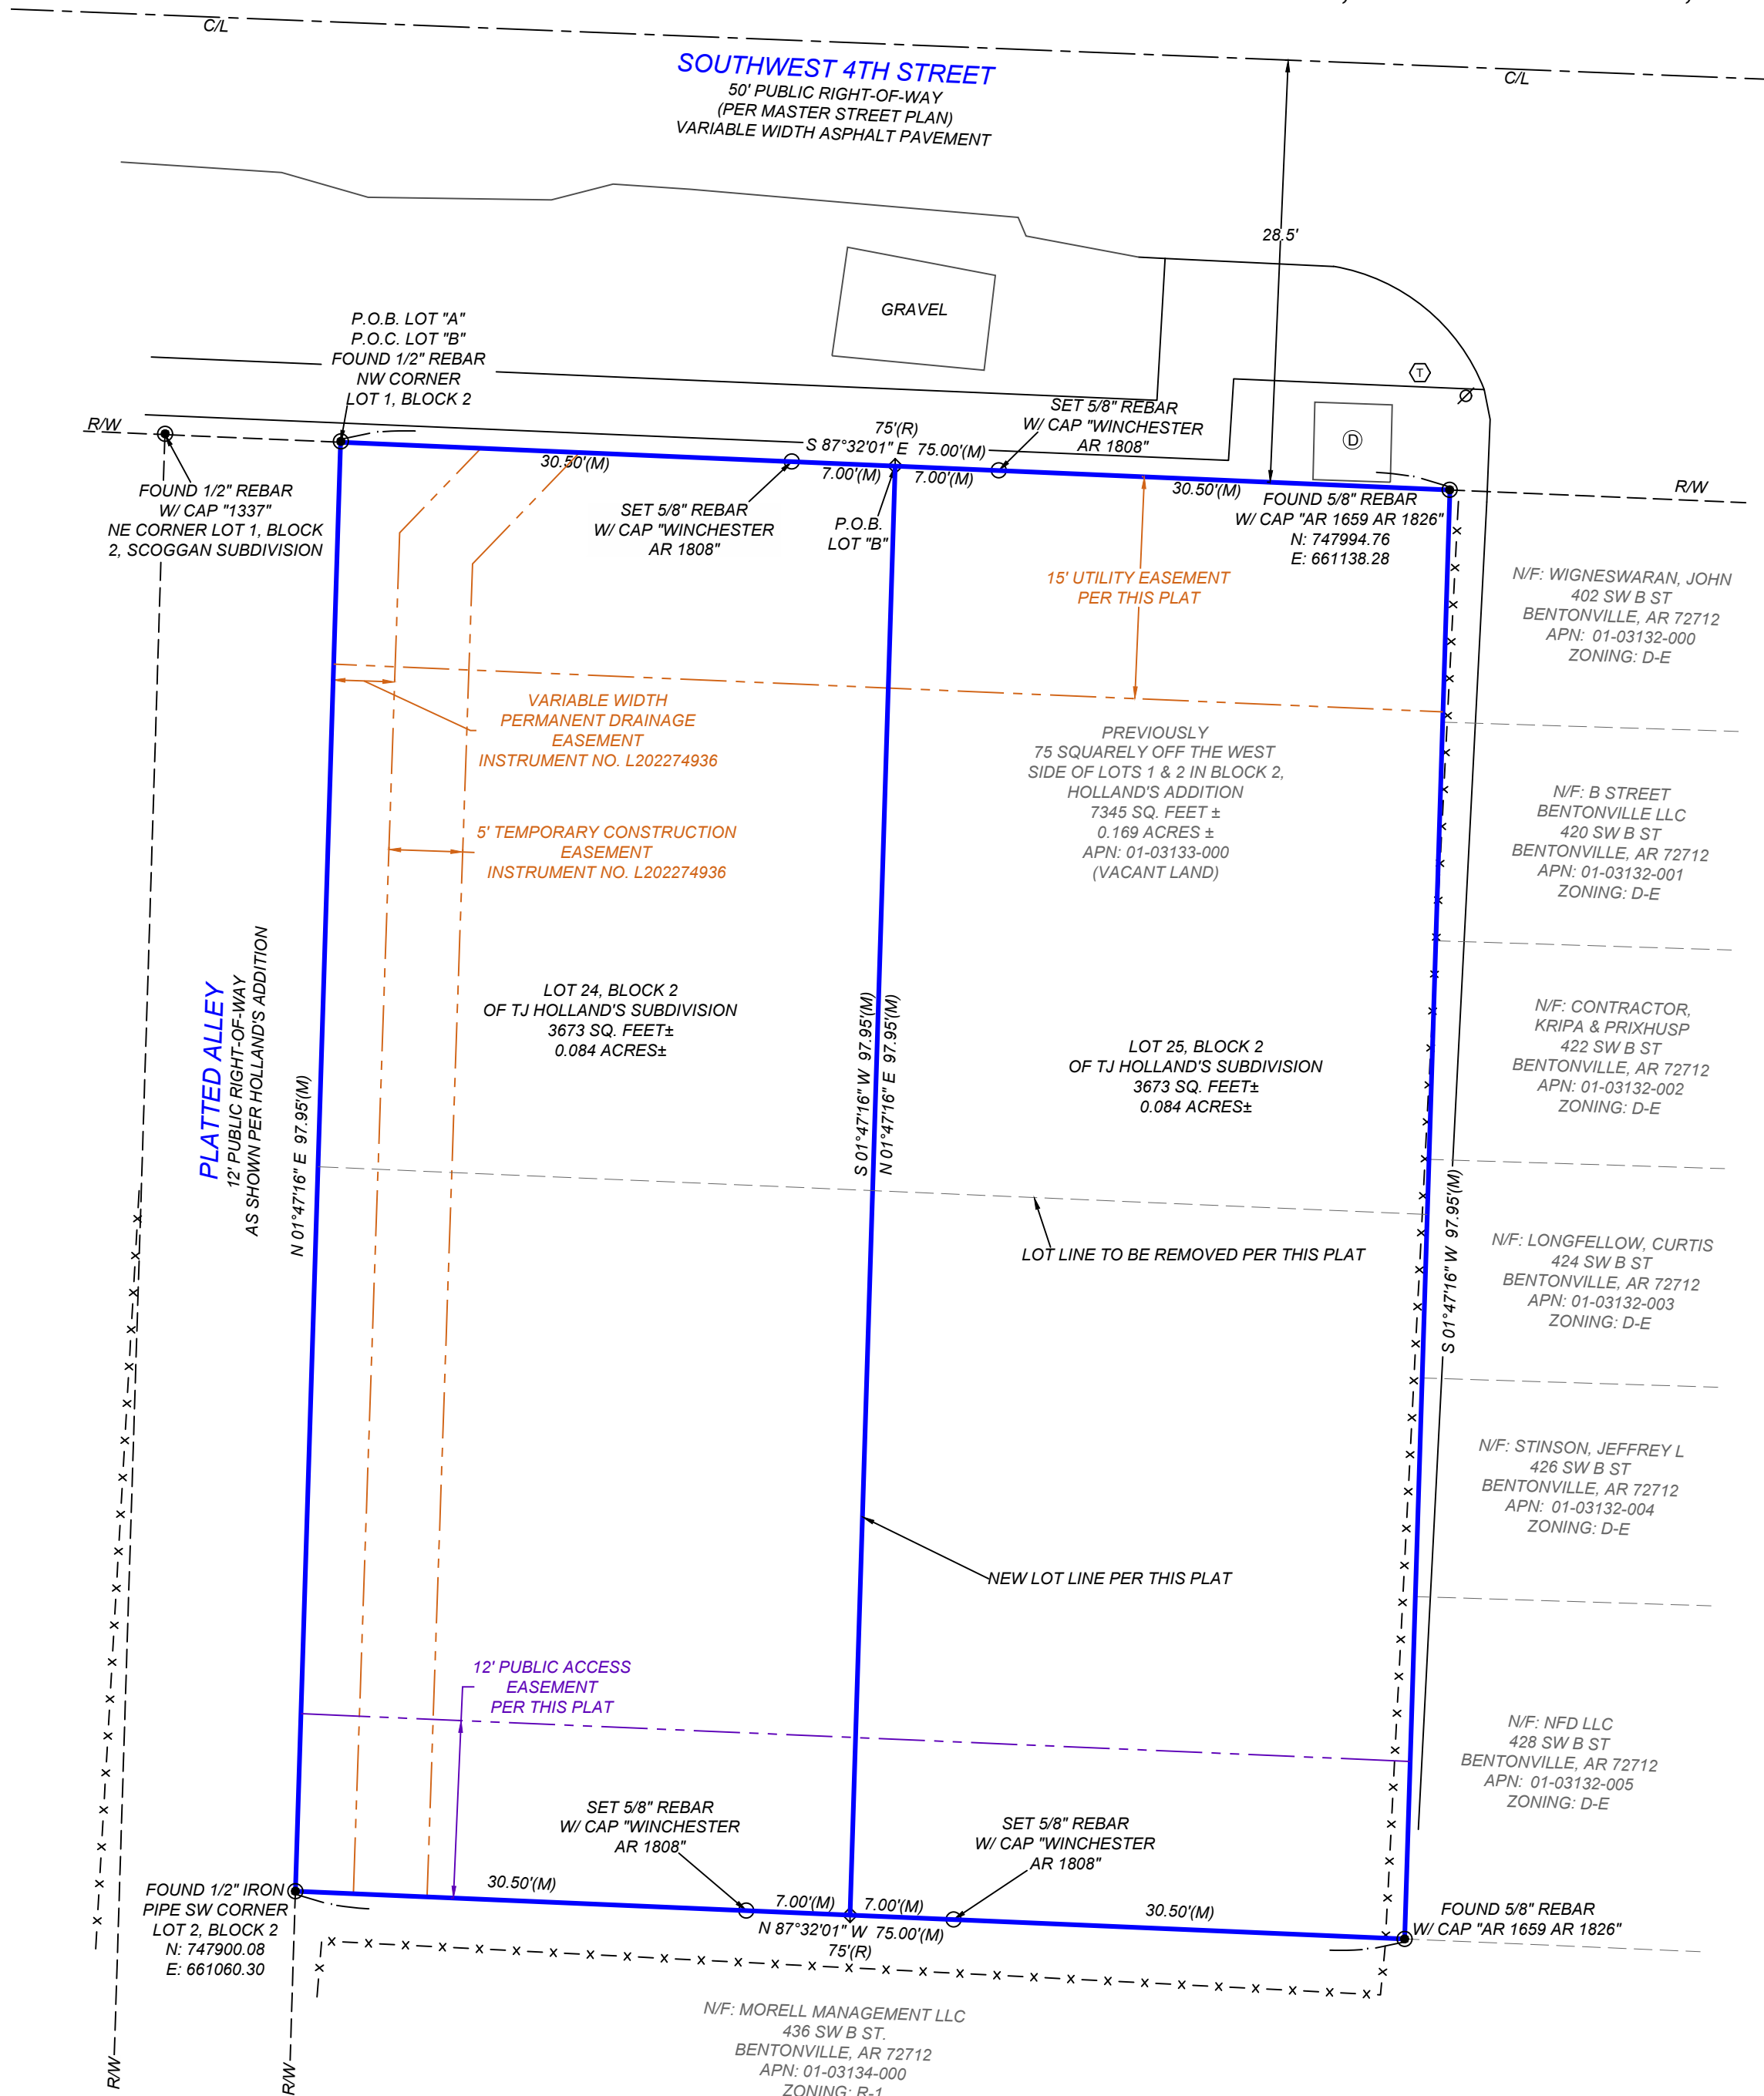 C/L
SOUTHWEST 4TH STREET
50' PUBLIC RIGHT-OF-WAY
(PER MASTER STREET PLAN)
VARIABLE WIDTH ASPHALT PAVEMENT
C/L
28.5'
GRAVEL
P.O.B. LOT "A"
P.O.C. LOT "B"
FOUND 1/2" REBAR
NW CORNER
LOT 1, BLOCK 2
T
D
R/W
75'(R)
S 87°32'01" E 75.00'(M)
SET 5/8" REBAR
W/ CAP "WINCHESTER
AR 1808"
30.50'(M)
7.00'(M)
7.00'(M)
30.50'(M)
R/W
FOUND 1/2" REBAR
W/ CAP "1337"
NE CORNER LOT 1, BLOCK
2, SCOGGAN SUBDIVISION
SET 5/8" REBAR
W/ CAP "WINCHESTER
AR 1808"
P.O.B.
LOT "B"
FOUND 5/8" REBAR
W/ CAP "AR 1659 AR 1826"
N: 747994.76
E: 661138.28
15' UTILITY EASEMENT
PER THIS PLAT
N/F: WIGNESWARAN, JOHN
402 SW B ST
BENTONVILLE, AR 72712
APN: 01-03132-000
ZONING: D-E
VARIABLE WIDTH
PERMANENT DRAINAGE
EASEMENT
INSTRUMENT NO. L202274936
PREVIOUSLY
75 SQUARELY OFF THE WEST
SIDE OF LOTS 1 & 2 IN BLOCK 2,
HOLLAND'S ADDITION
7345 SQ. FEET ±
0.169 ACRES ±
APN: 01-03133-000
(VACANT LAND)
N/F: B STREET
BENTONVILLE LLC
420 SW B ST
BENTONVILLE, AR 72712
APN: 01-03132-001
ZONING: D-E
5' TEMPORARY CONSTRUCTION
EASEMENT
INSTRUMENT NO. L202274936
PLATTED ALLEY
12' PUBLIC RIGHT-OF-WAY
AS SHOWN PER HOLLAND'S ADDITION
N 01°47'16" E 97.95'(M)
LOT 24, BLOCK 2
OF TJ HOLLAND'S SUBDIVISION
3673 SQ. FEET±
0.084 ACRES±
S 01°47'16" W 97.95'(M)
N 01°47'16" E 97.95'(M)
LOT 25, BLOCK 2
OF TJ HOLLAND'S SUBDIVISION
3673 SQ. FEET±
0.084 ACRES±
N/F: CONTRACTOR,
KRIPA & PRIXHUSP
422 SW B ST
BENTONVILLE, AR 72712
APN: 01-03132-002
ZONING: D-E
LOT LINE TO BE REMOVED PER THIS PLAT
S 01°47'16" W 97.95'(M)
N/F: LONGFELLOW, CURTIS
424 SW B ST
BENTONVILLE, AR 72712
APN: 01-03132-003
ZONING: D-E
N/F: STINSON, JEFFREY L
426 SW B ST
BENTONVILLE, AR 72712
APN: 01-03132-004
ZONING: D-E
NEW LOT LINE PER THIS PLAT
12' PUBLIC ACCESS
EASEMENT
PER THIS PLAT
N/F: NFD LLC
428 SW B ST
BENTONVILLE, AR 72712
APN: 01-03132-005
ZONING: D-E
SET 5/8" REBAR
W/ CAP "WINCHESTER
AR 1808"
SET 5/8" REBAR
W/ CAP "WINCHESTER
AR 1808"
FOUND 1/2" IRON
PIPE SW CORNER
LOT 2, BLOCK 2
N: 747900.08
E: 661060.30
30.50'(M)
7.00'(M)
7.00'(M)
30.50'(M)
N 87°32'01" W 75.00'(M)
75'(R)
FOUND 5/8" REBAR
W/ CAP "AR 1659 AR 1826"
R/W
R/W
N/F: MORELL MANAGEMENT LLC
436 SW B ST.
BENTONVILLE, AR 72712
APN: 01-03134-000
ZONING: R-1